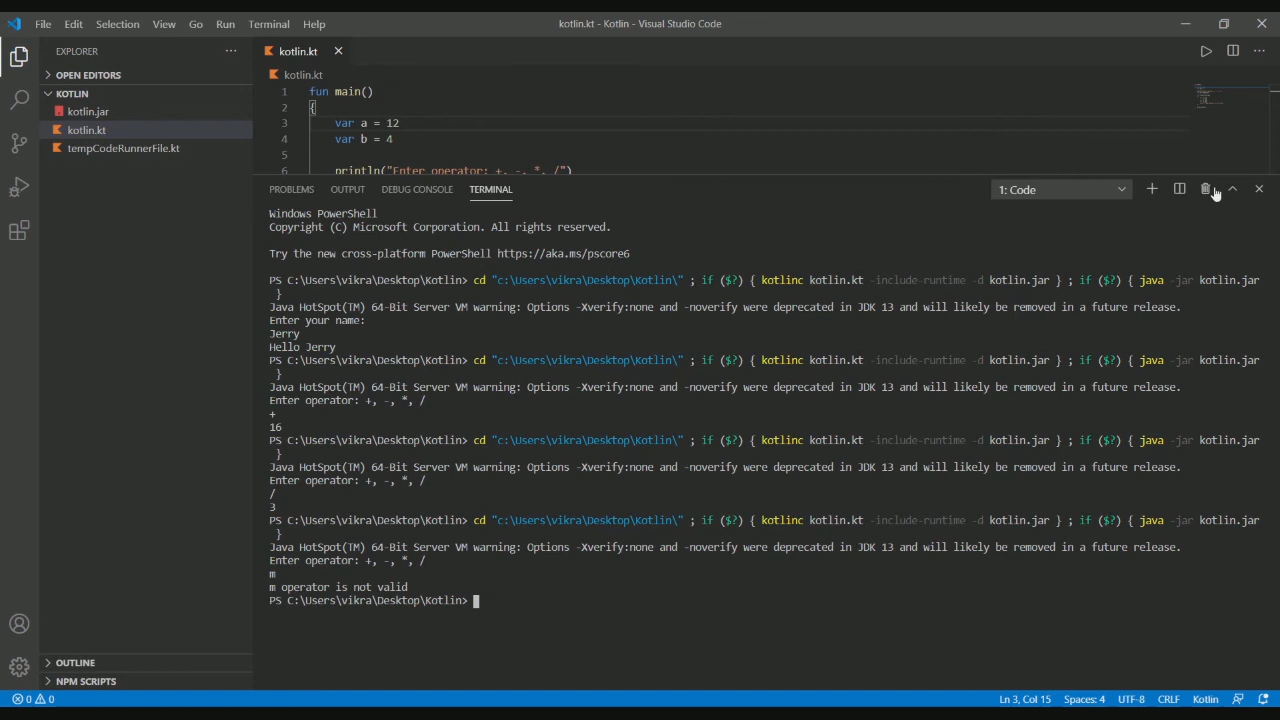 File Edit Selection View Go Run Terminal Help kotlin.kt - Kotlin - Visual Studio Code
EXPLORER
kotlin.kt
OPEN EDITORS
KOTLIN
kotlin.jar
kotlin.kt
tempCodeRunnerFile.kt
OUTLINE
NPM SCRIPTS
kotlin.kt
1 fun main()
2 {
3 var a = 12
4 var b = 4
5
6 println("Enter operator: +, -, *, /")
PROBLEMS OUTPUT DEBUG CONSOLE TERMINAL 1: Code
Windows PowerShell
Copyright (C) Microsoft Corporation. All rights reserved.
Try the new cross-platform PowerShell https://aka.ms/pscore6
PS C:\Users\vikra\Desktop\Kotlin> cd "c:\Users\vikra\Desktop\Kotlin\" ; if ($?) { kotlinc kotlin.kt -include-runtime -d kotlin.jar } ; if ($?) { java -jar kotlin.jar
}
Java HotSpot(TM) 64-Bit Server VM warning: Options -Xverify:none and -noverify were deprecated in JDK 13 and will likely be removed in a future release.
Enter your name:
Jerry
Hello Jerry
PS C:\Users\vikra\Desktop\Kotlin> cd "c:\Users\vikra\Desktop\Kotlin\" ; if ($?) { kotlinc kotlin.kt -include-runtime -d kotlin.jar } ; if ($?) { java -jar kotlin.jar
}
Java HotSpot(TM) 64-Bit Server VM warning: Options -Xverify:none and -noverify were deprecated in JDK 13 and will likely be removed in a future release.
Enter operator: +, -, *, /
+
16
PS C:\Users\vikra\Desktop\Kotlin> cd "c:\Users\vikra\Desktop\Kotlin\" ; if ($?) { kotlinc kotlin.kt -include-runtime -d kotlin.jar } ; if ($?) { java -jar kotlin.jar
}
Java HotSpot(TM) 64-Bit Server VM warning: Options -Xverify:none and -noverify were deprecated in JDK 13 and will likely be removed in a future release.
Enter operator: +, -, *, /
/
3
PS C:\Users\vikra\Desktop\Kotlin> cd "c:\Users\vikra\Desktop\Kotlin\" ; if ($?) { kotlinc kotlin.kt -include-runtime -d kotlin.jar } ; if ($?) { java -jar kotlin.jar
}
Java HotSpot(TM) 64-Bit Server VM warning: Options -Xverify:none and -noverify were deprecated in JDK 13 and will likely be removed in a future release.
Enter operator: +, -, *, /
m
m operator is not valid
PS C:\Users\vikra\Desktop\Kotlin>
0 0 Ln 3, Col 15 Spaces: 4 UTF-8 CRLF Kotlin